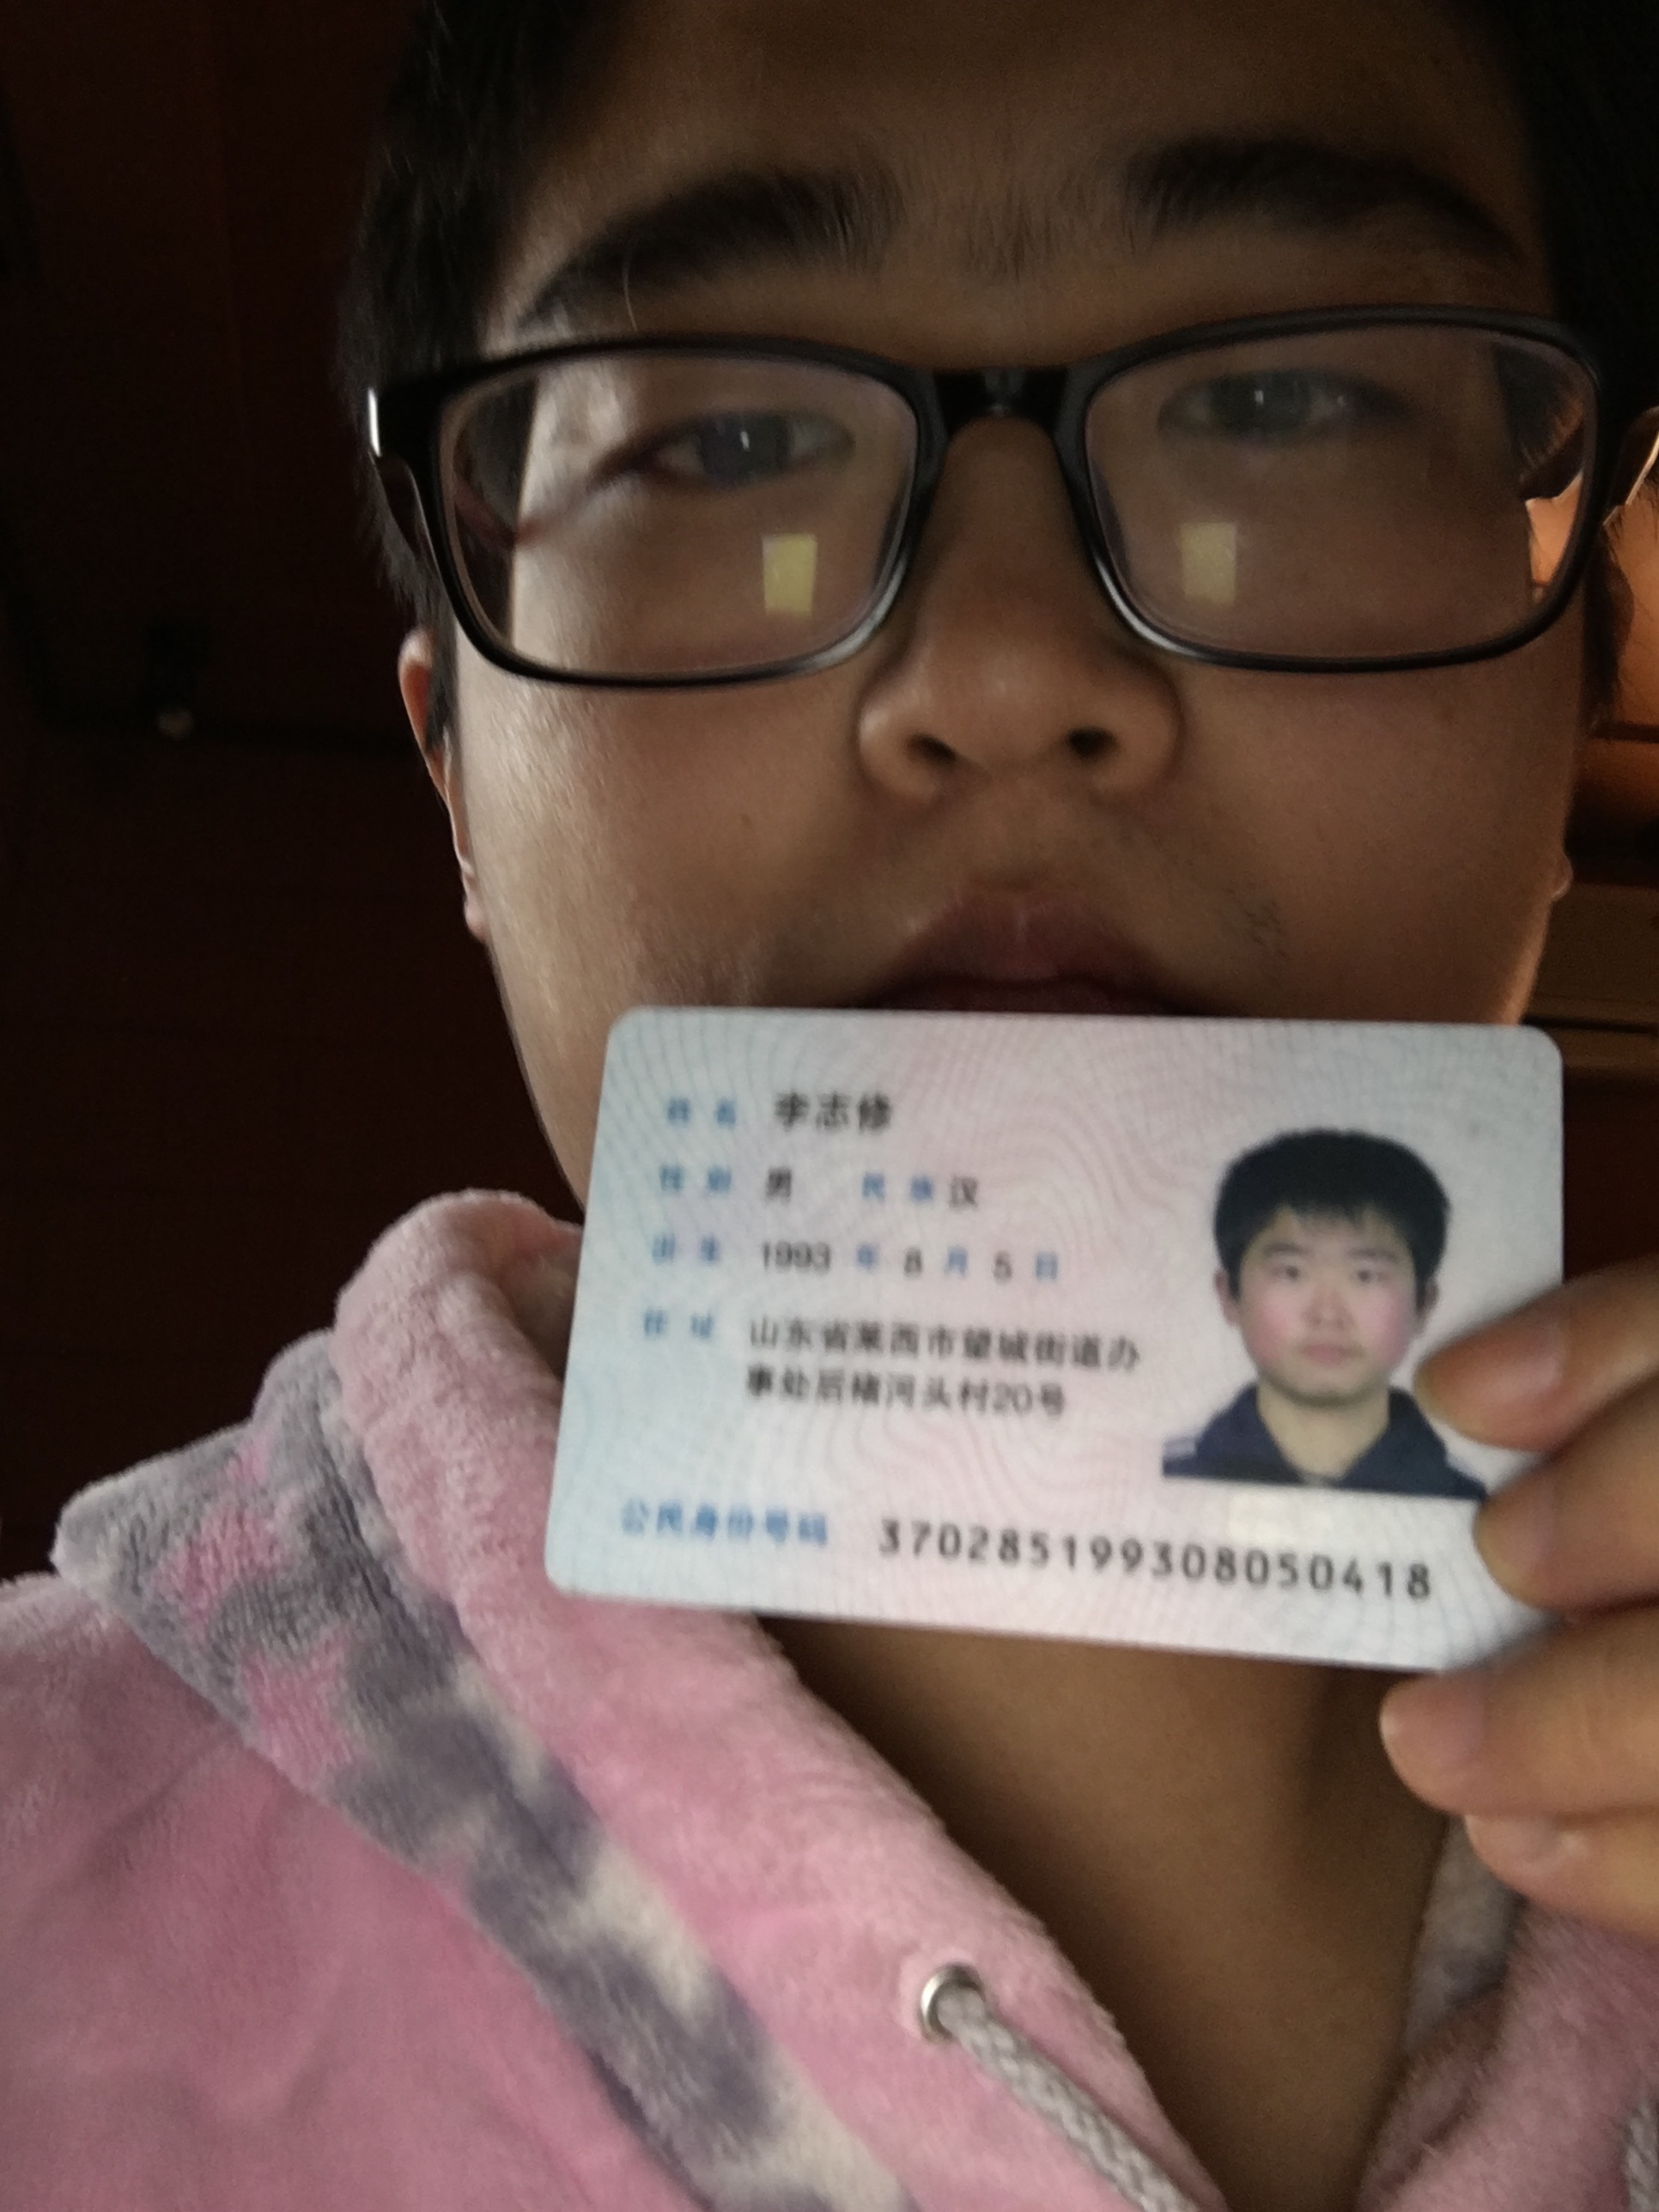 姓名 李志修
性别 男 民族 汉
出生 1993 年 8 月 5 日
住址 山东省莱西市望城街道办
事处后楮河头村20号
公民身份号码 370285199308050418